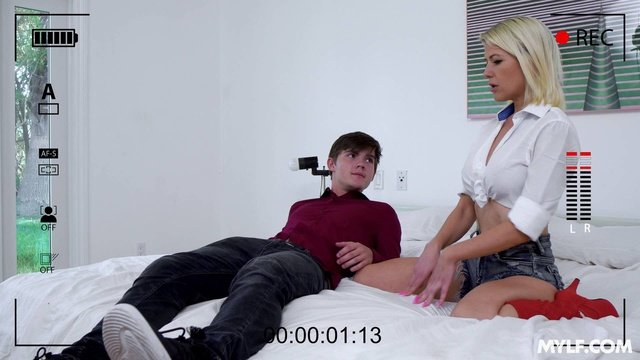 REC
A
AF-S
OFF
OFF
L R
00:00:01:13
MYLF.COM